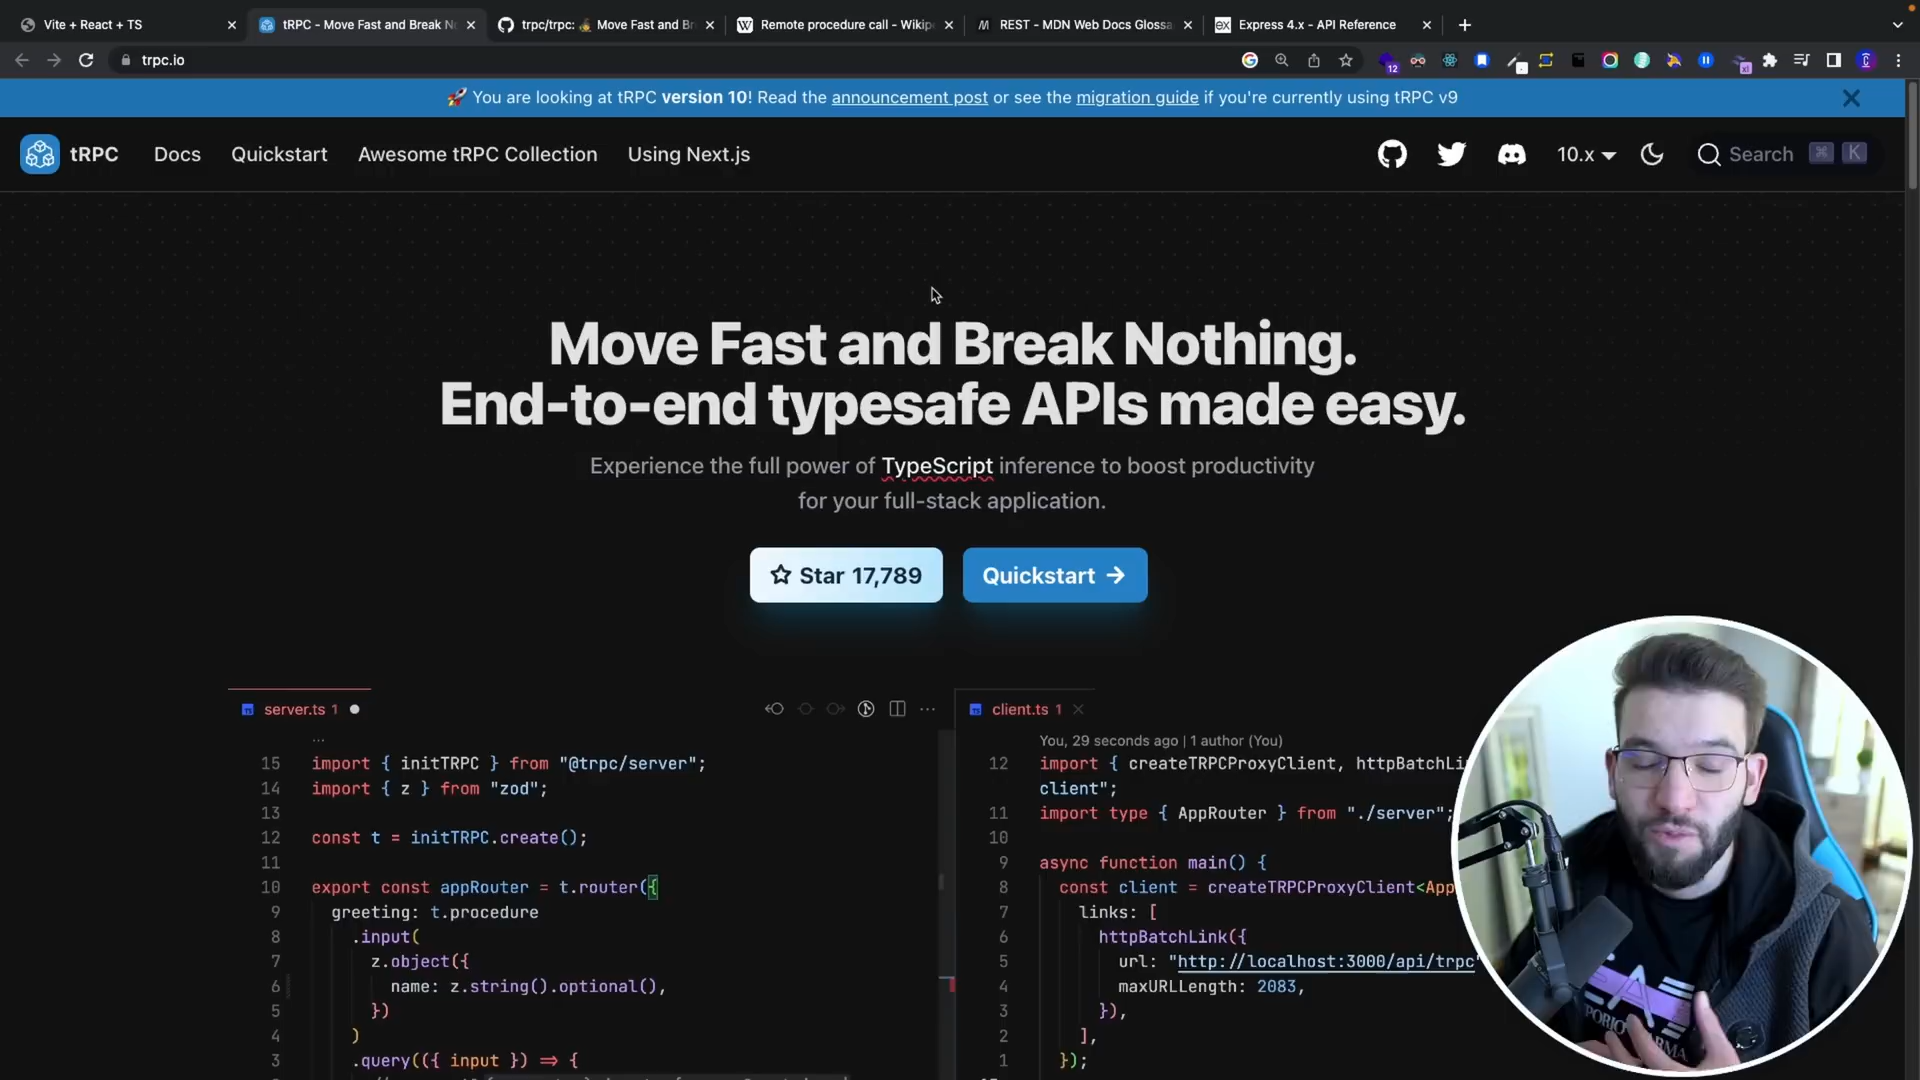 Vite + React + TS
tRPC - Move Fast and Break N
trpc/trpc: Move Fast and Br
Remote procedure call - Wikipe
REST - MDN Web Docs Glossa
Express 4.x - API Reference
trpc.io
12
xl
You are looking at tRPC version 10! Read the announcement post or see the migration guide if you're currently using tRPC v9
tRPC
Docs
Quickstart
Awesome tRPC Collection
Using Next.js
10.x
Search ⌘ K
Move Fast and Break Nothing.
End-to-end typesafe APIs made easy.
Experience the full power of TypeScript inference to boost productivity
for your full-stack application.
Star 17,789
Quickstart →
server.ts 1
...
15 import { initTRPC } from "@trpc/server";
14 import { z } from "zod";
13
12 const t = initTRPC.create();
11
10 export const appRouter = t.router({
9 greeting: t.procedure
8 .input(
7 z.object({
6 name: z.string().optional(),
5 })
4 )
3 .query(({ input }) => {
client.ts 1
You, 29 seconds ago | 1 author (You)
12 import { createTRPCProxyClient, httpBatchLi
client";
11 import type { AppRouter } from "./server";
10
9 async function main() {
8 const client = createTRPCProxyClient<App
7 links: [
6 httpBatchLink({
5 url: "http://localhost:3000/api/trpc"
4 maxURLLength: 2083,
3 }),
2 ],
1 });